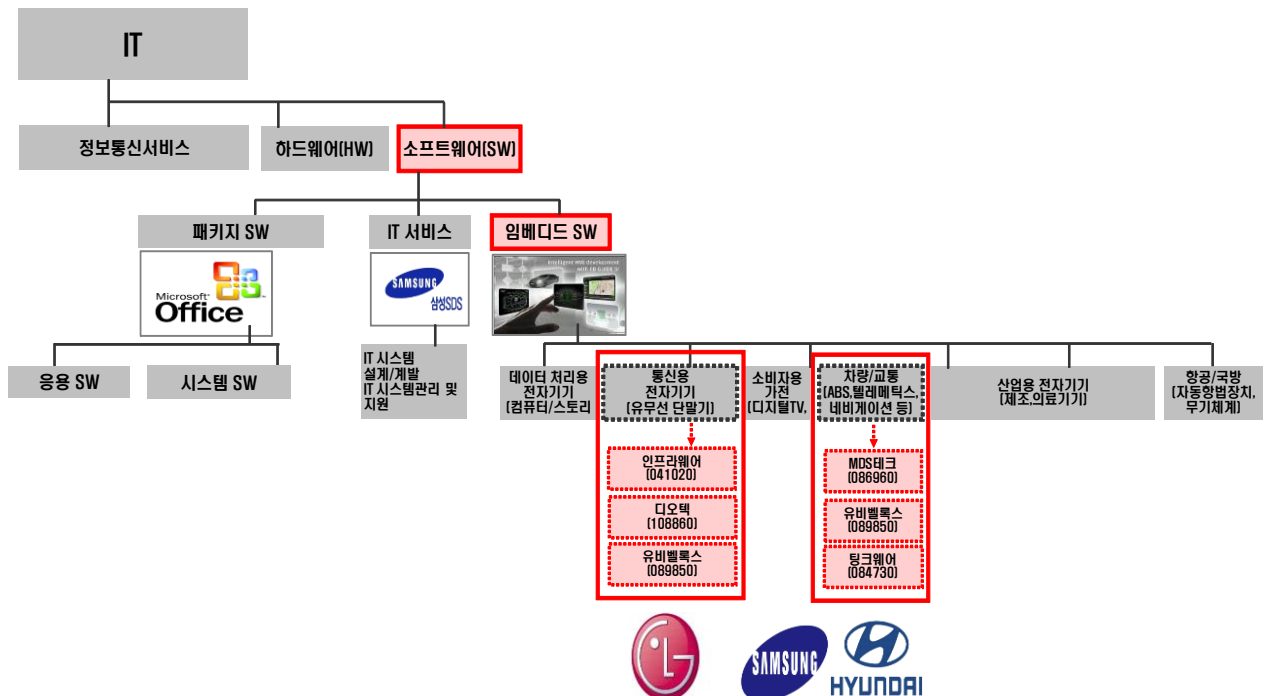 IT
정보통신서비스
하드웨어(HW)
소프트웨어(SW)
패키지 SW
IT 서비스
임베디드 SW
Microsoft
Office
SAMSUNG
삼성SDS
Intelligent Web development
응용 SW
시스템 SW
IT 시스템
설계/개발
IT 시스템관리 및
지원
데이터 처리용
전자기기
(컴퓨터/스토리
통신용
전자기기
(유무선 단말기)
소비자용
가전
(디지털TV,
차량/교통
(ABS,텔레메틱스,
네비게이션 등)
산업용 전자기기
(제조,의료기기)
항공/국방
(자동항법장치,
무기체계)
인프라웨어
(041020)
디오텍
(108860)
유비벨록스
(089850)
MDS테크
(086960)
유비벨록스
(089850)
팅크웨어
(084730)
LG
SAMSUNG
HYUNDAI